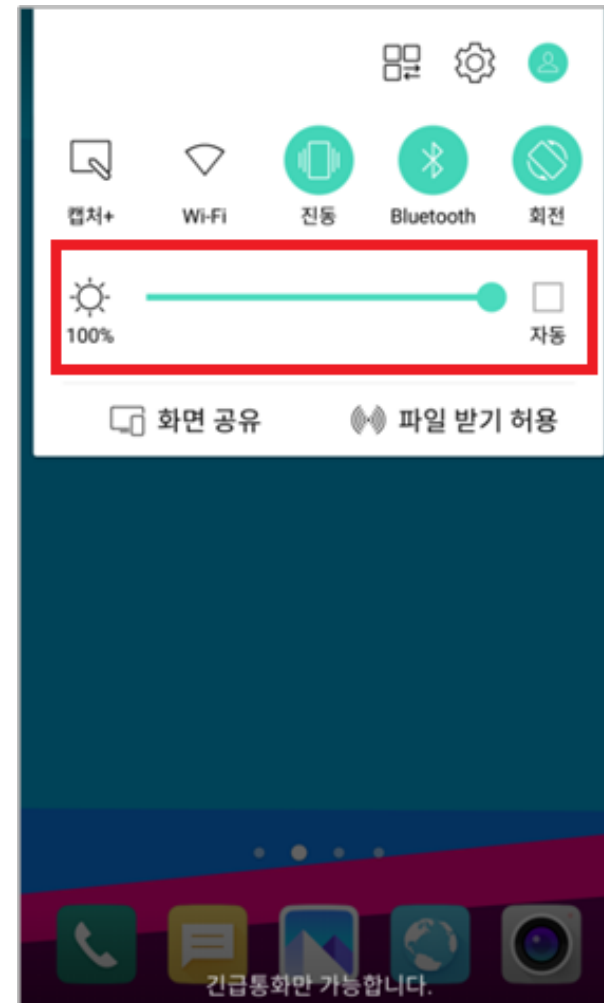 캡처+ Wi-Fi 진동 Bluetooth 회전
100% 자동
화면 공유 파일 받기 허용
긴급통화만 가능합니다.